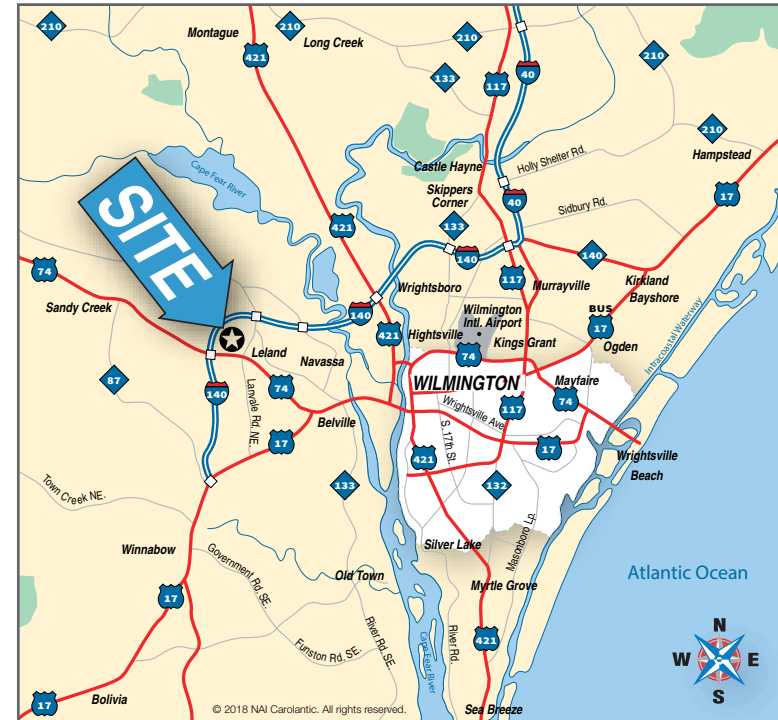 210
Montague
210
Long Creek
210
210
421
133
117
40
210
Hampstead
Castle Hayne
Holly Shelter Rd.
Cape Fear River
Skippers
Corner
40
17
Sidbury Rd.
133
421
SITE
140
140
74
Wrightsboro
117
Murrayville
Kirkland
Bayshore
Sandy Creek
140
Wilmington
Intl. Airport
BUS
17
Intracoastal Waterway
Hightsville
421
Kings Grant
Ogden
74
Leland
Navassa
87
WILMINGTON
Mayfaire
140
Lanvale Rd. NE.
74
Wrightsville Ave.
117
74
Belville
S. 17th St.
17
17
421
Wrightsville
Beach
133
132
Town Creek NE.
Masonboro Lp.
Winnabow
Silver Lake
Government Rd. SE.
Old Town
Myrtle Grove
Atlantic Ocean
17
River Rd. SE.
River Rd.
N
421
Funston Rd. SE.
Cape Fear River
W
E
S
17
Bolivia
© 2018 NAI Carolantic. All rights reserved.
Sea Breeze